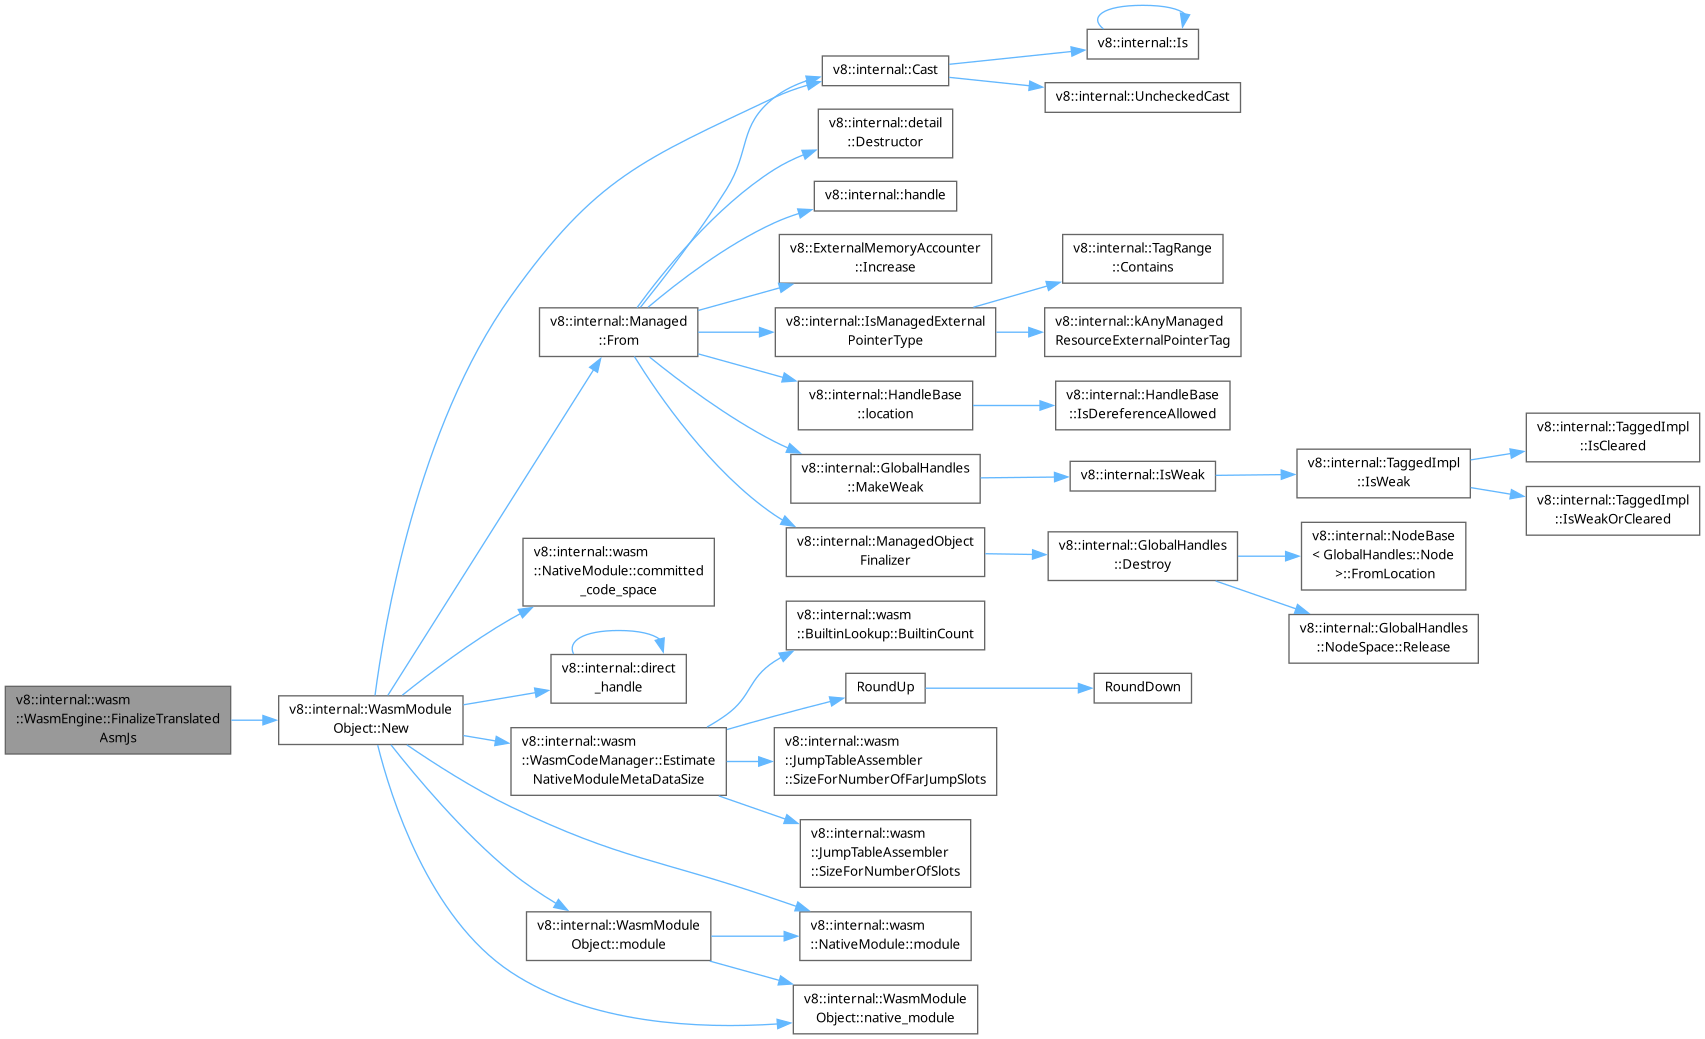 v8::internal::Is
v8::internal::Cast
v8::internal::UncheckedCast
v8::internal::detail
::Destructor
v8::internal::handle
v8::ExternalMemoryAccounter
::Increase
v8::internal::TagRange
::Contains
v8::internal::Managed
::From
v8::internal::IsManagedExternal
PointerType
v8::internal::kAnyManaged
ResourceExternalPointerTag
v8::internal::HandleBase
::location
v8::internal::HandleBase
::IsDereferenceAllowed
v8::internal::TaggedImpl
::IsCleared
v8::internal::GlobalHandles
::MakeWeak
v8::internal::IsWeak
v8::internal::TaggedImpl
::IsWeak
v8::internal::TaggedImpl
::IsWeakOrCleared
v8::internal::wasm
::NativeModule::committed
_code_space
v8::internal::ManagedObject
Finalizer
v8::internal::GlobalHandles
::Destroy
v8::internal::NodeBase
< GlobalHandles::Node
>::FromLocation
v8::internal::wasm
::BuiltinLookup::BuiltinCount
v8::internal::GlobalHandles
::NodeSpace::Release
v8::internal::direct
_handle
RoundUp
RoundDown
v8::internal::wasm
::WasmEngine::FinalizeTranslated
AsmJs
v8::internal::WasmModule
Object::New
v8::internal::wasm
::WasmCodeManager::Estimate
NativeModuleMetaDataSize
v8::internal::wasm
::JumpTableAssembler
::SizeForNumberOfFarJumpSlots
v8::internal::wasm
::JumpTableAssembler
::SizeForNumberOfSlots
v8::internal::WasmModule
Object::module
v8::internal::wasm
::NativeModule::module
v8::internal::WasmModule
Object::native_module